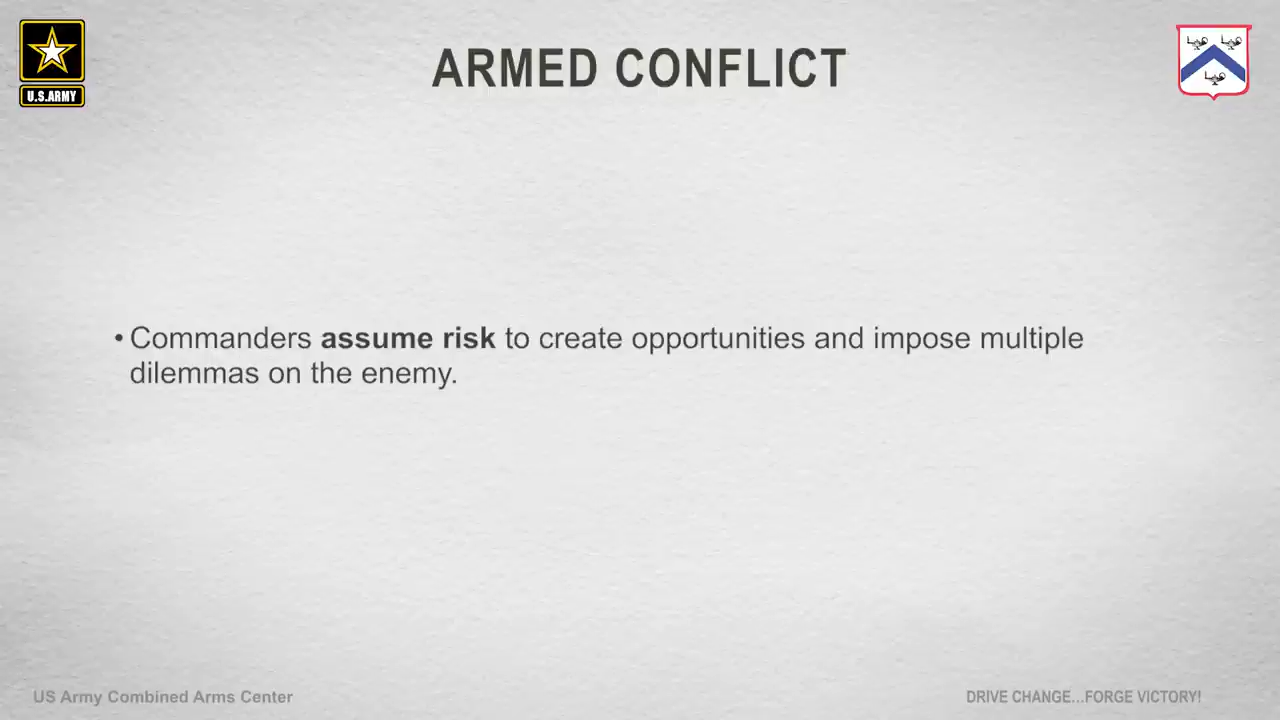 U.S.ARMY
ARMED CONFLICT
• Commanders assume risk to create opportunities and impose multiple
dilemmas on the enemy.
US Army Combined Arms Center
DRIVE CHANGE...FORGE VICTORY!